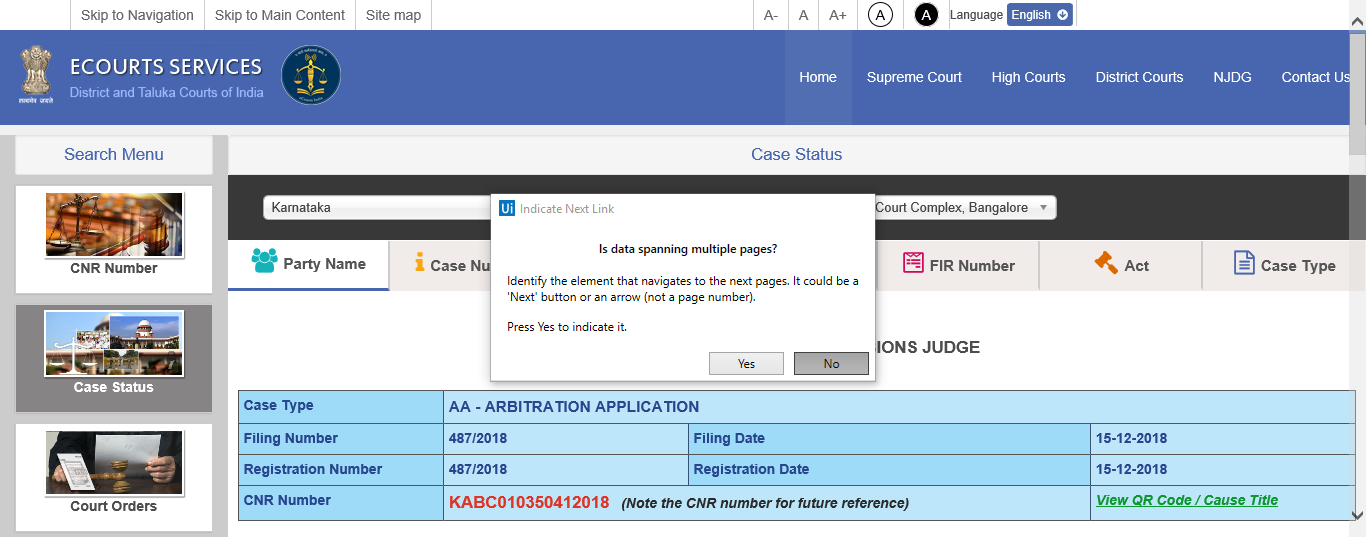 Skip to Navigation Skip to Main Content Site map A- A A+ A A Language English
ECOURTS SERVICES
District and Taluka Courts of India
सत्यमेव जयते
Home Supreme Court High Courts District Courts NJDG Contact Us
Search Menu
Case Status
Karnataka
Court Complex, Bangalore
CNR Number
Case Status
Court Orders
Party Name
Case Nu
FIR Number
Act
Case Type
Ui Indicate Next Link
Is data spanning multiple pages?
Identify the element that navigates to the next pages. It could be a
'Next' button or an arrow (not a page number).
Press Yes to indicate it.
Yes No
IONS JUDGE
Case Type AA - ARBITRATION APPLICATION
Filing Number 487/2018 Filing Date 15-12-2018
Registration Number 487/2018 Registration Date 15-12-2018
CNR Number KABC010350412018 (Note the CNR number for future reference) View QR Code / Cause Title